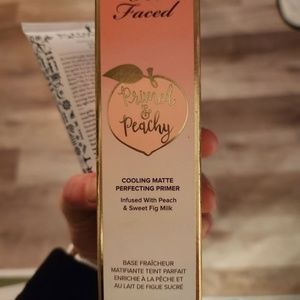 Faced
Primed
&
Peachy
COOLING MATTE
PERFECTING PRIMER
Infused With Peach
& Sweet Fig Milk
BASE FRAÎCHEUR
MATIFIANTE TEINT PARFAIT
ENRICHIE À LA PÊCHE ET
AU LAIT DE FIGUE SUCRÉ